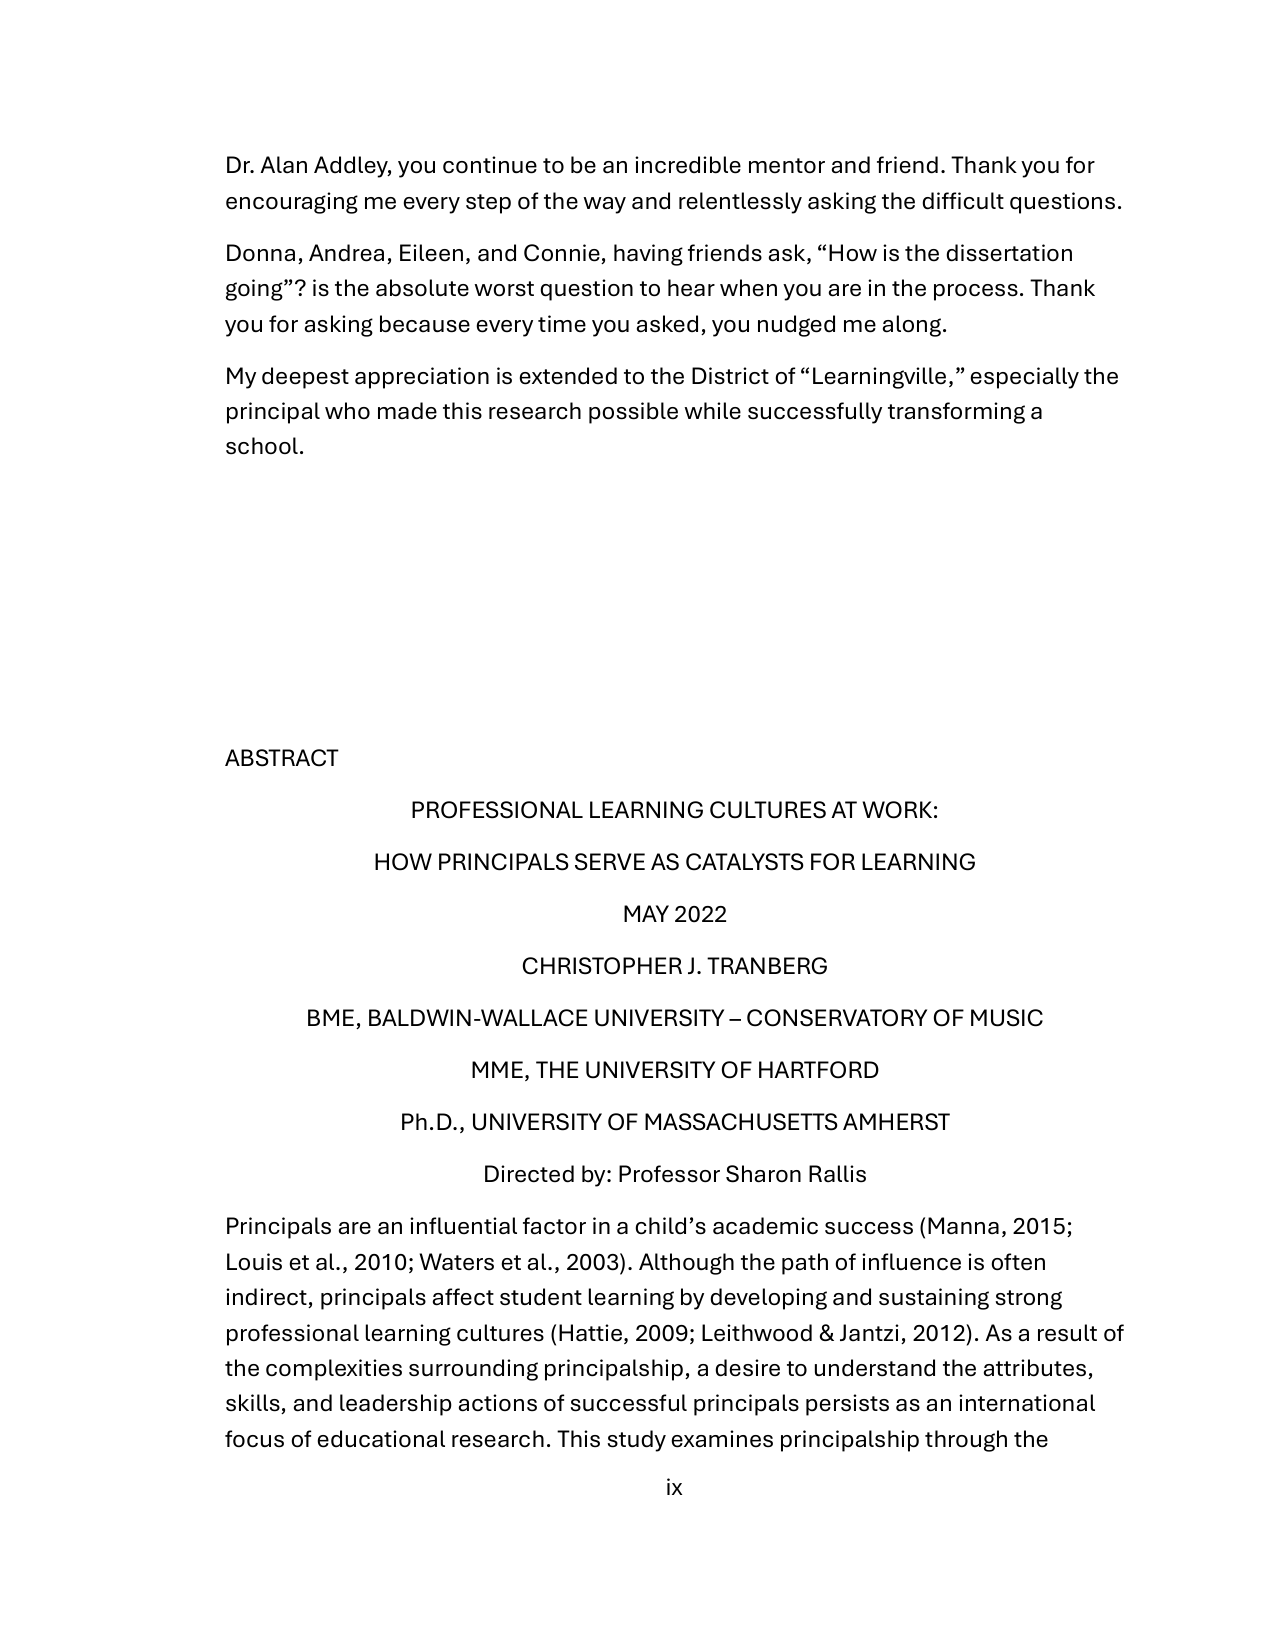 Dr. Alan Addley, you continue to be an incredible mentor and friend. Thank you for
encouraging me every step of the way and relentlessly asking the difficult questions.
Donna, Andrea, Eileen, and Connie, having friends ask, “How is the dissertation
going”? is the absolute worst question to hear when you are in the process. Thank
you for asking because every time you asked, you nudged me along.
My deepest appreciation is extended to the District of “Learningville,” especially the
principal who made this research possible while successfully transforming a
school.
ABSTRACT
PROFESSIONAL LEARNING CULTURES AT WORK:
HOW PRINCIPALS SERVE AS CATALYSTS FOR LEARNING
MAY 2022
CHRISTOPHER J. TRANBERG
BME, BALDWIN-WALLACE UNIVERSITY – CONSERVATORY OF MUSIC
MME, THE UNIVERSITY OF HARTFORD
Ph.D., UNIVERSITY OF MASSACHUSETTS AMHERST
Directed by: Professor Sharon Rallis
Principals are an influential factor in a child’s academic success (Manna, 2015;
Louis et al., 2010; Waters et al., 2003). Although the path of influence is often
indirect, principals affect student learning by developing and sustaining strong
professional learning cultures (Hattie, 2009; Leithwood & Jantzi, 2012). As a result of
the complexities surrounding principalship, a desire to understand the attributes,
skills, and leadership actions of successful principals persists as an international
focus of educational research. This study examines principalship through the
ix